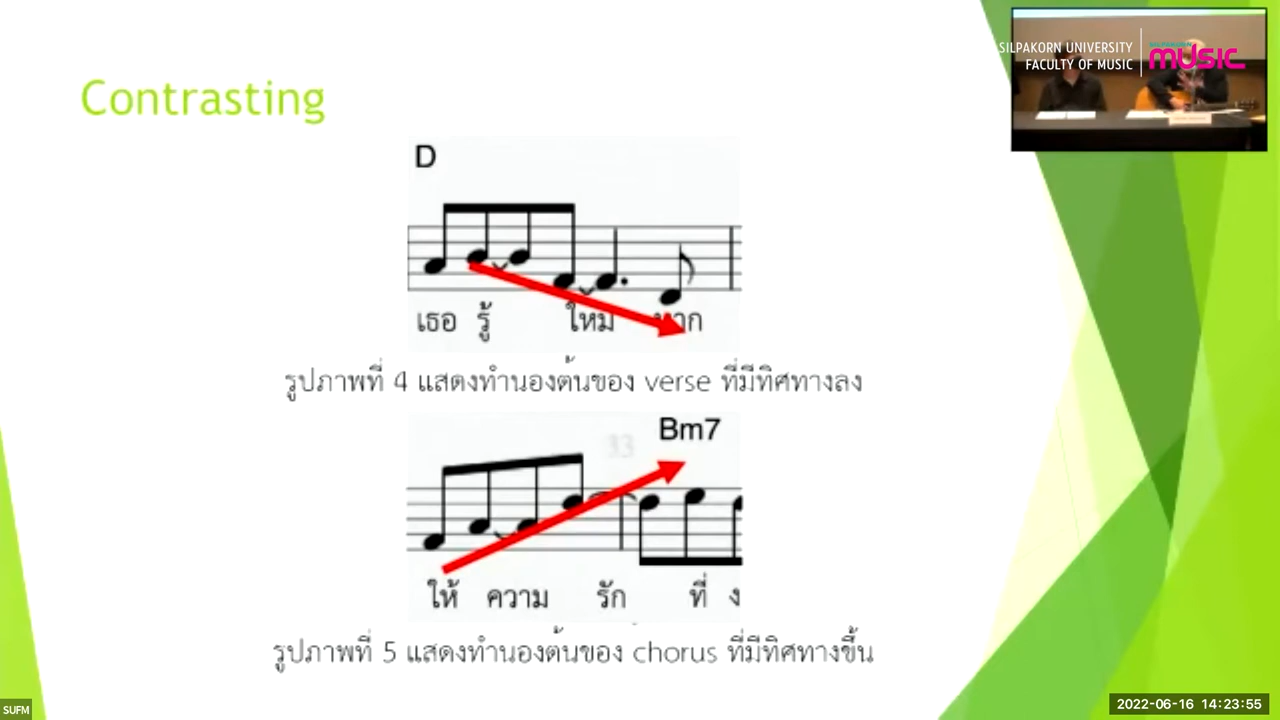 SILPAKORN UNIVERSITY
FACULTY OF MUSIC
SILPAKORN
MUSIC
Contrasting
D
เธอ รู้ ไหม
รูปภาพที่ 4 แสดงทำนองต้นของ verse ที่มีทิศทางลง
33
Bm7
ให้ ความ รัก ที่ ง
รูปภาพที่ 5 แสดงทำนองต้นของ chorus ที่มีทิศทางขึ้น
SUFM
2022-06-16 14:23:55